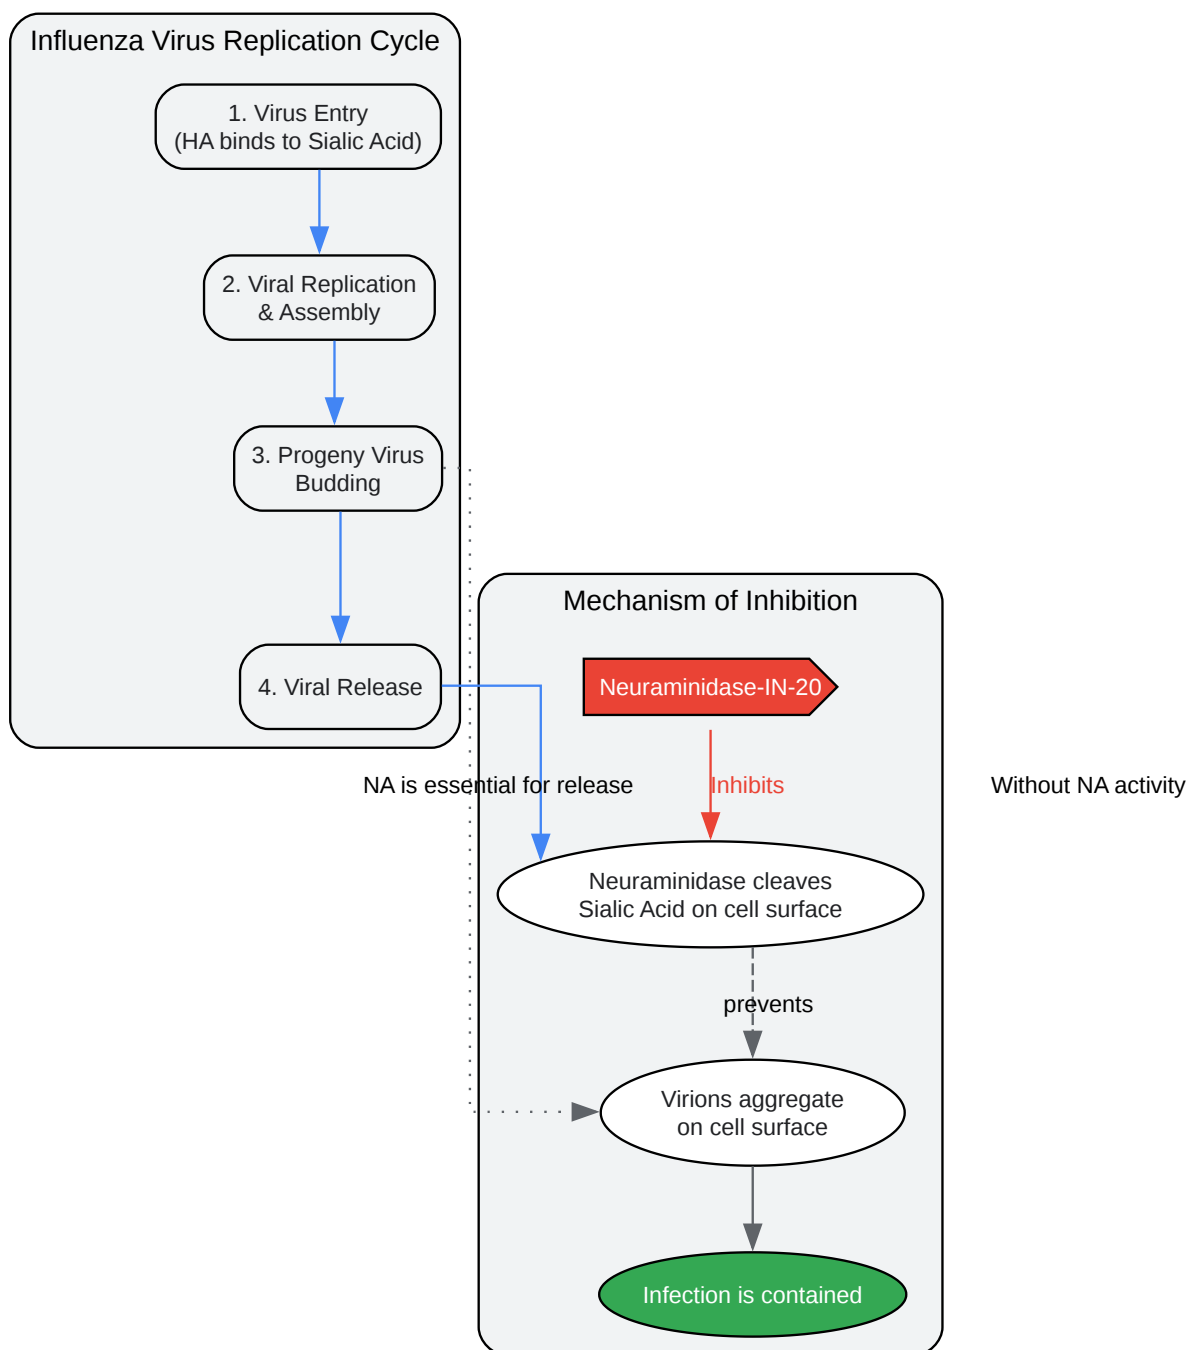 Influenza Virus Replication Cycle
1. Virus Entry
(HA binds to Sialic Acid)
2. Viral Replication
& Assembly
3. Progeny Virus
Budding
4. Viral Release
Mechanism of Inhibition
Neuraminidase-IN-20
NA is essential for release
Inhibits
Without NA activity
Neuraminidase cleaves
Sialic Acid on cell surface
prevents
Virions aggregate
on cell surface
Infection is contained